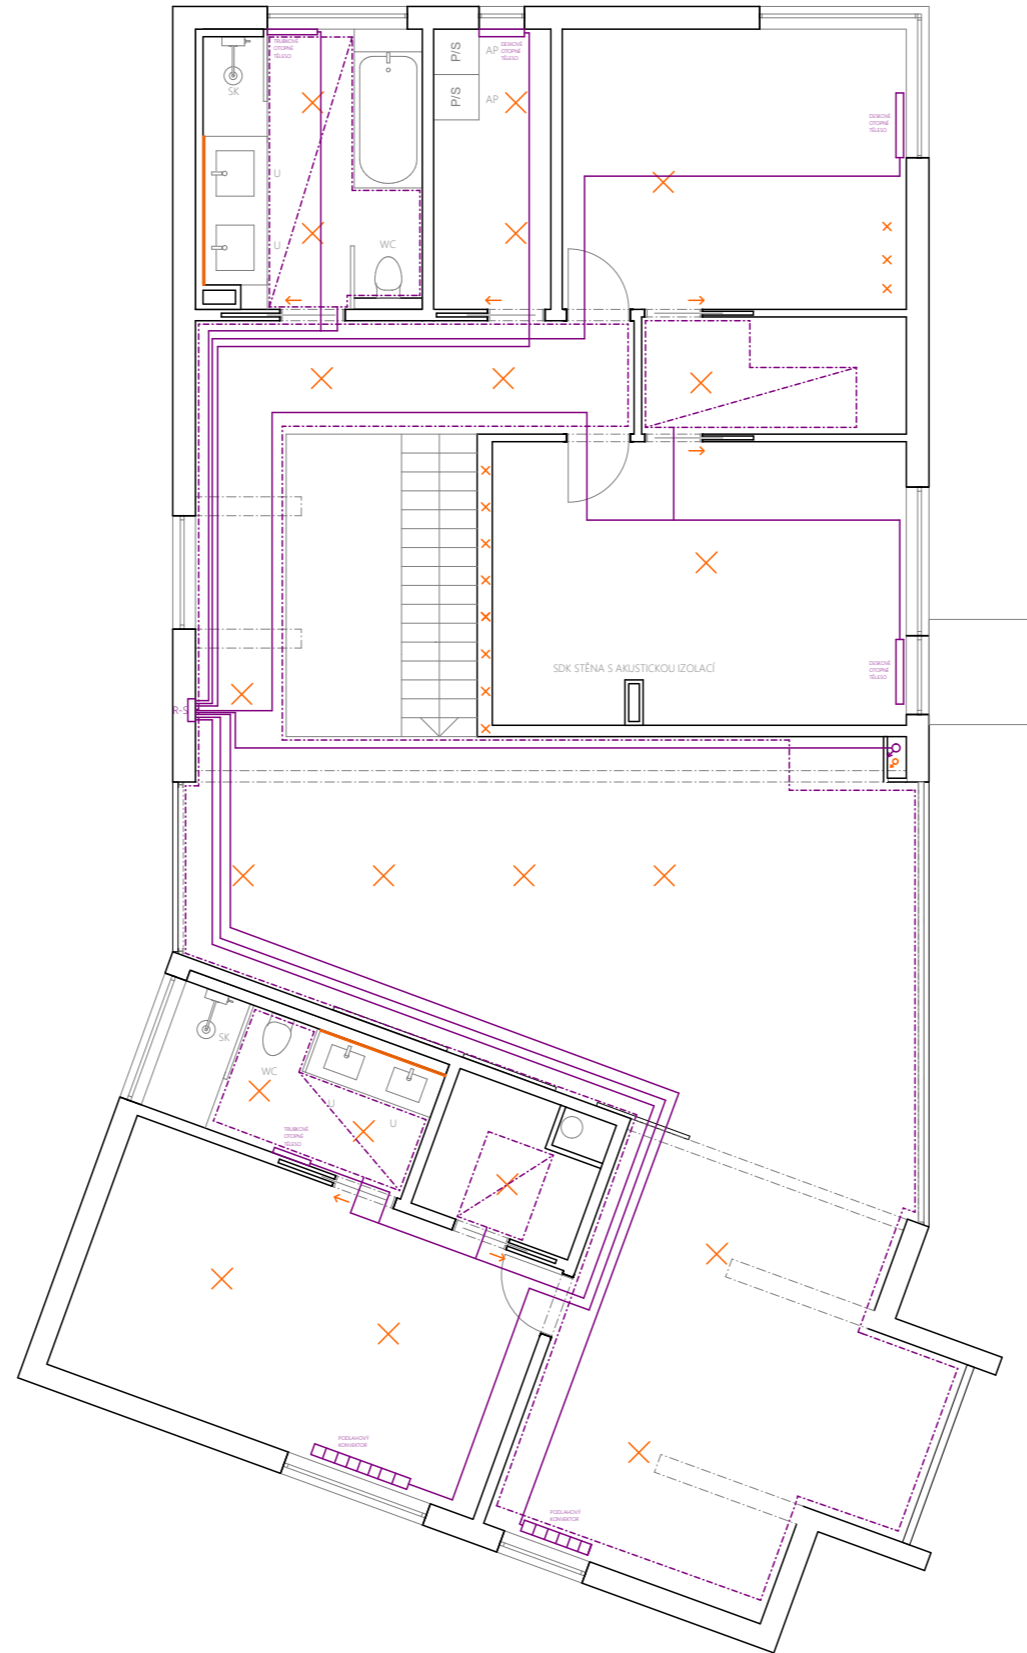 TRUBKOVÉ
OTOPNÉ
TĚLESO
SK
U
U
WC
P/S
AP
P/S
AP
DESKOVÉ
OTOPNÉ
TĚLESO
DESKOVÉ
OTOPNÉ
TĚLESO
SDK STĚNA S AKUSTICKOU IZOLACÍ
DESKOVÉ
OTOPNÉ
TĚLESO
R-S
SK
WC
U
U
TRUBKOVÉ
OTOPNÉ
TĚLESO
PODLAHOVÝ
KONVEKTOR
PODLAHOVÝ
KONVEKTOR